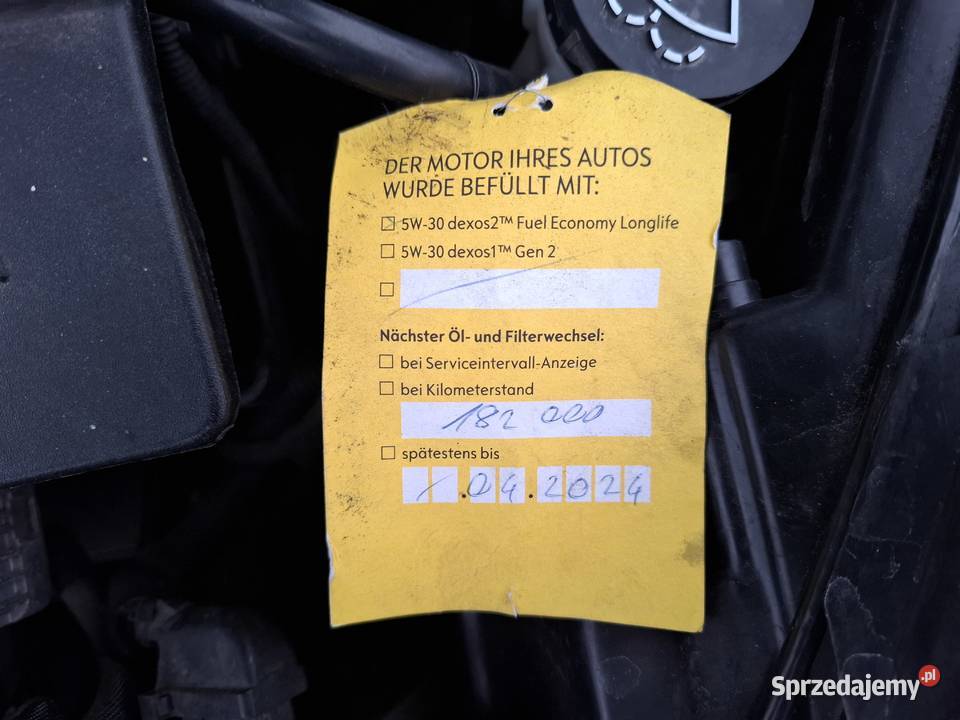 DER MOTOR IHRES AUTOS
WURDE BEFÜLLT MIT:
5W-30 dexos2™ Fuel Economy Longlife
5W-30 dexos1™ Gen 2
Nächster Öl- und Filterwechsel:
bei Serviceintervall-Anzeige
bei Kilometerstand
182 000
spätestens bis
/ .04.2024
Sprzedajemy.pl